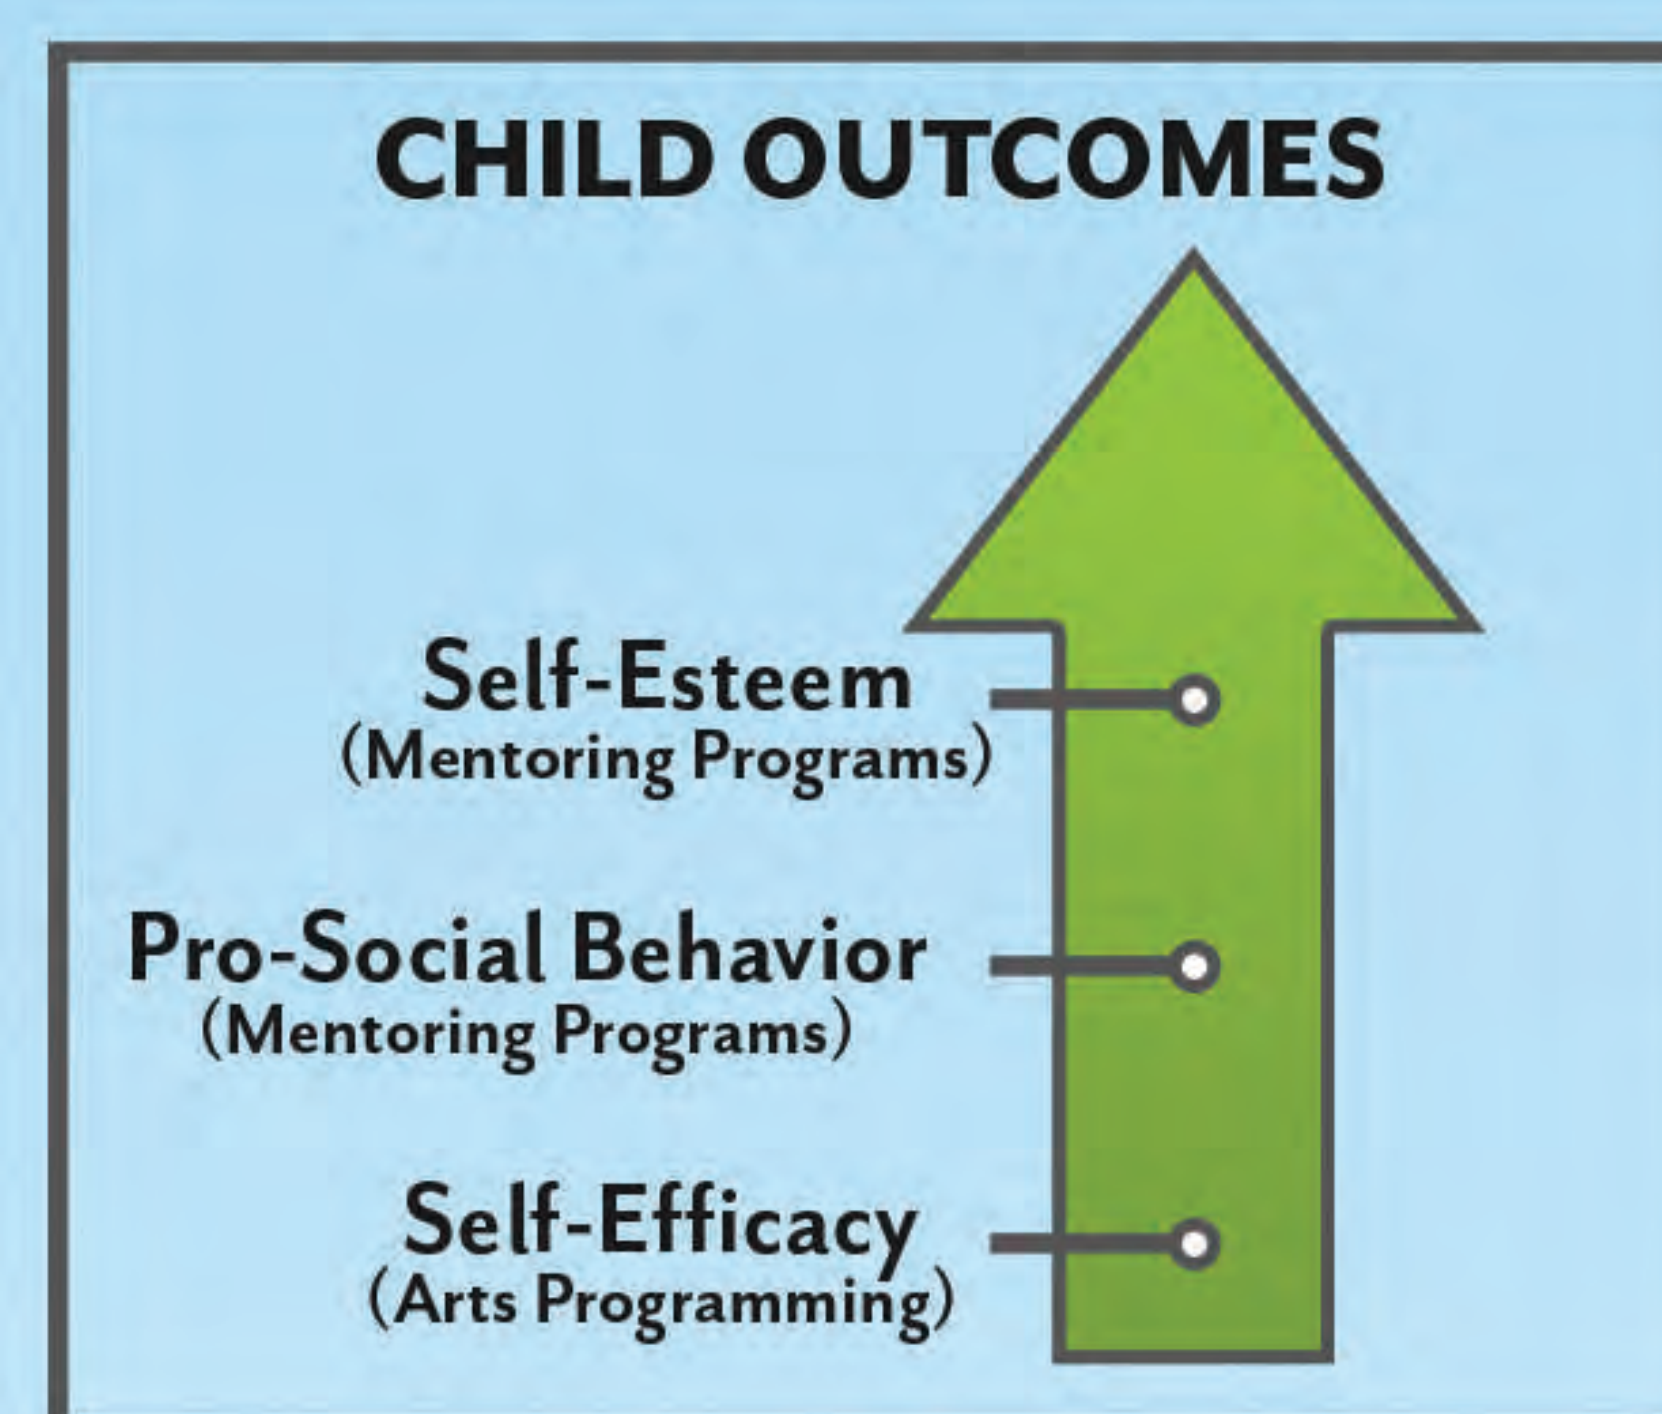 CHILD OUTCOMES
Self-Esteem
(Mentoring Programs)
Pro-Social Behavior
(Mentoring Programs)
Self-Efficacy
(Arts Programming)